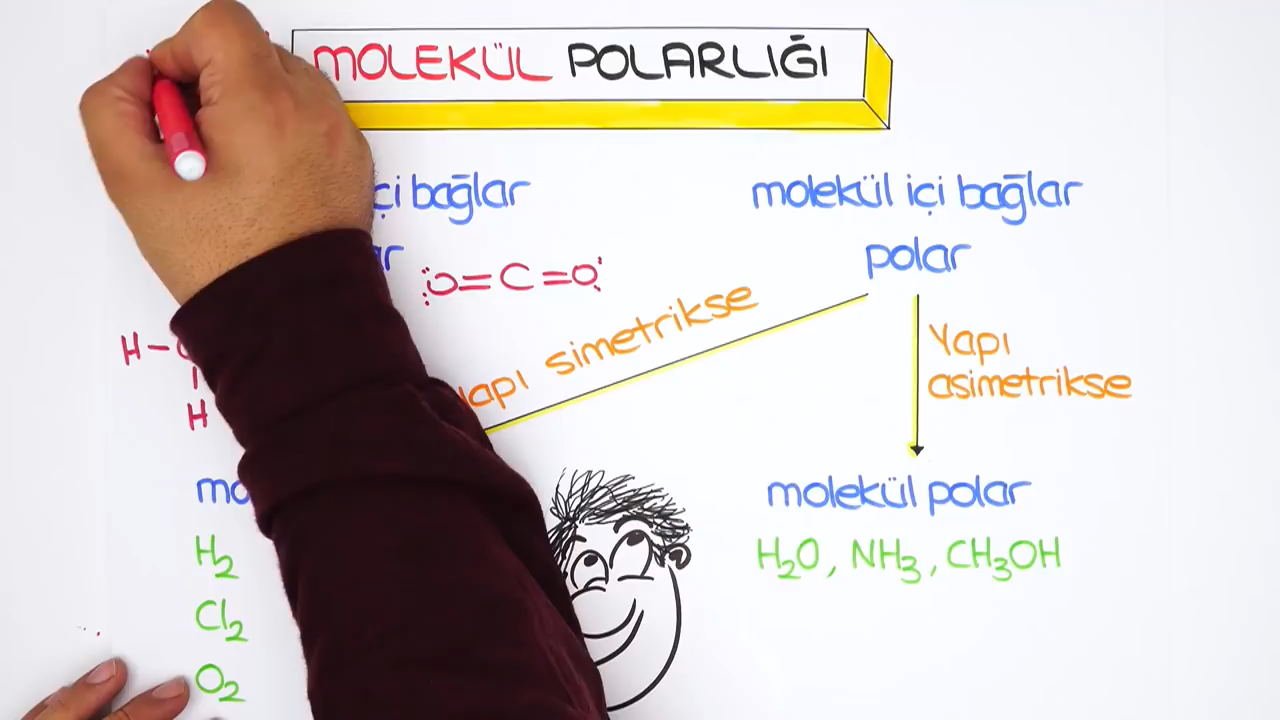 MOLEKÜL POLARLIĞI
içi bağlar
molekül içi bağlar
polar
O=C=O
Yapı simetrikse
Yapı
asimetrikse
H–
H
molekül polar
H₂
H₂O, NH₃, CH₃OH
Cl₂
O₂